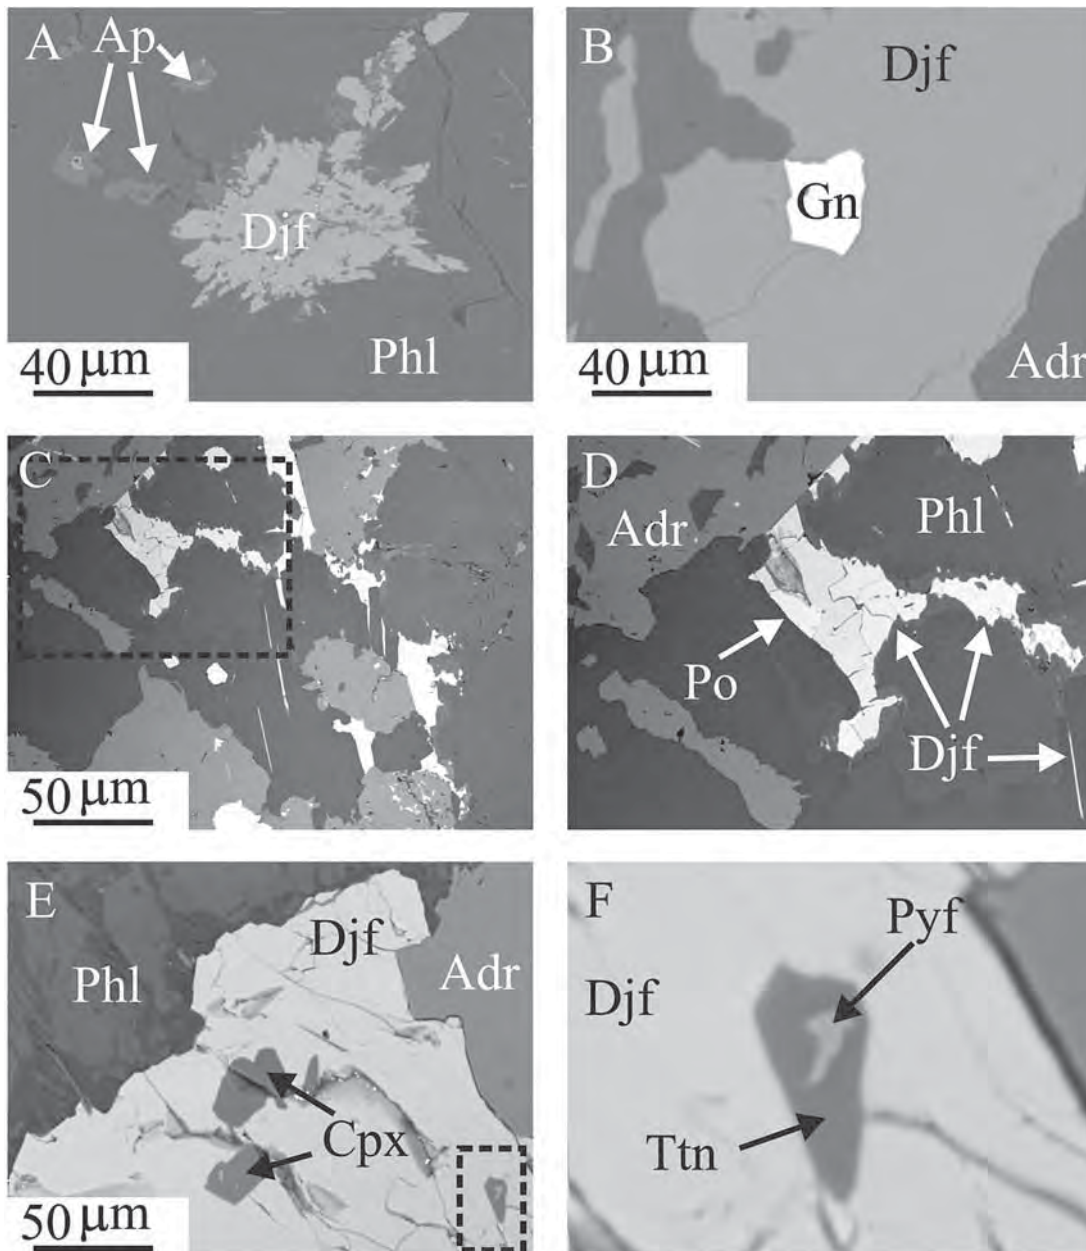 A
Ap
Djf
Phl
40 μm
B
Djf
Gn
Adr
40 μm
C
50 μm
D
Adr
Phl
Po
Djf
E
Djf
Phl
Adr
Cpx
50 μm
F
Pyf
Djf
Ttn